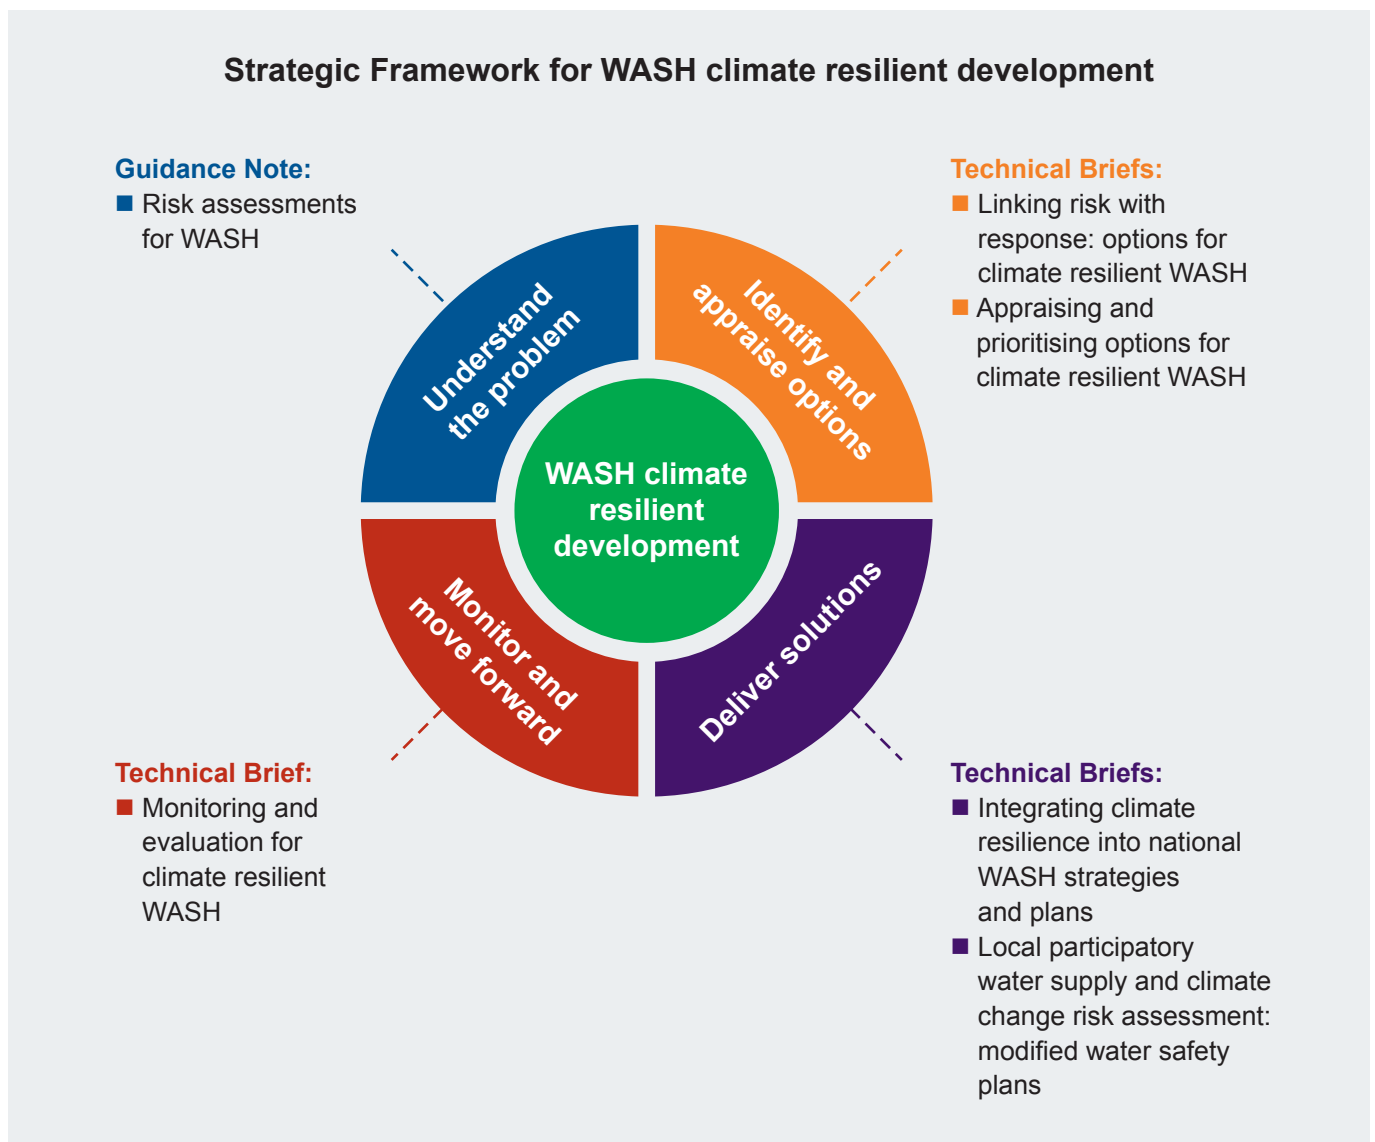 Strategic Framework for WASH climate resilient development
Guidance Note:
■ Risk assessments
for WASH
Technical Briefs:
■ Linking risk with
response: options for
climate resilient WASH
■ Appraising and
prioritising options for
climate resilient WASH
Understand
the problem
Identify and
appraise options
WASH climate
resilient
development
Monitor and
move forward
Deliver solutions
Technical Brief:
■ Monitoring and
evaluation for
climate resilient
WASH
Technical Briefs:
■ Integrating climate
resilience into national
WASH strategies
and plans
■ Local participatory
water supply and climate
change risk assessment:
modified water safety
plans